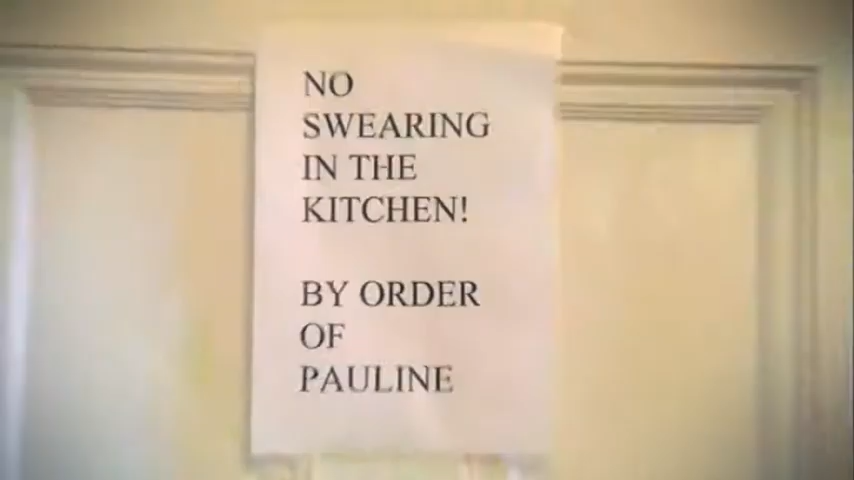 NO
SWEARING
IN THE
KITCHEN!
BY ORDER
OF
PAULINE